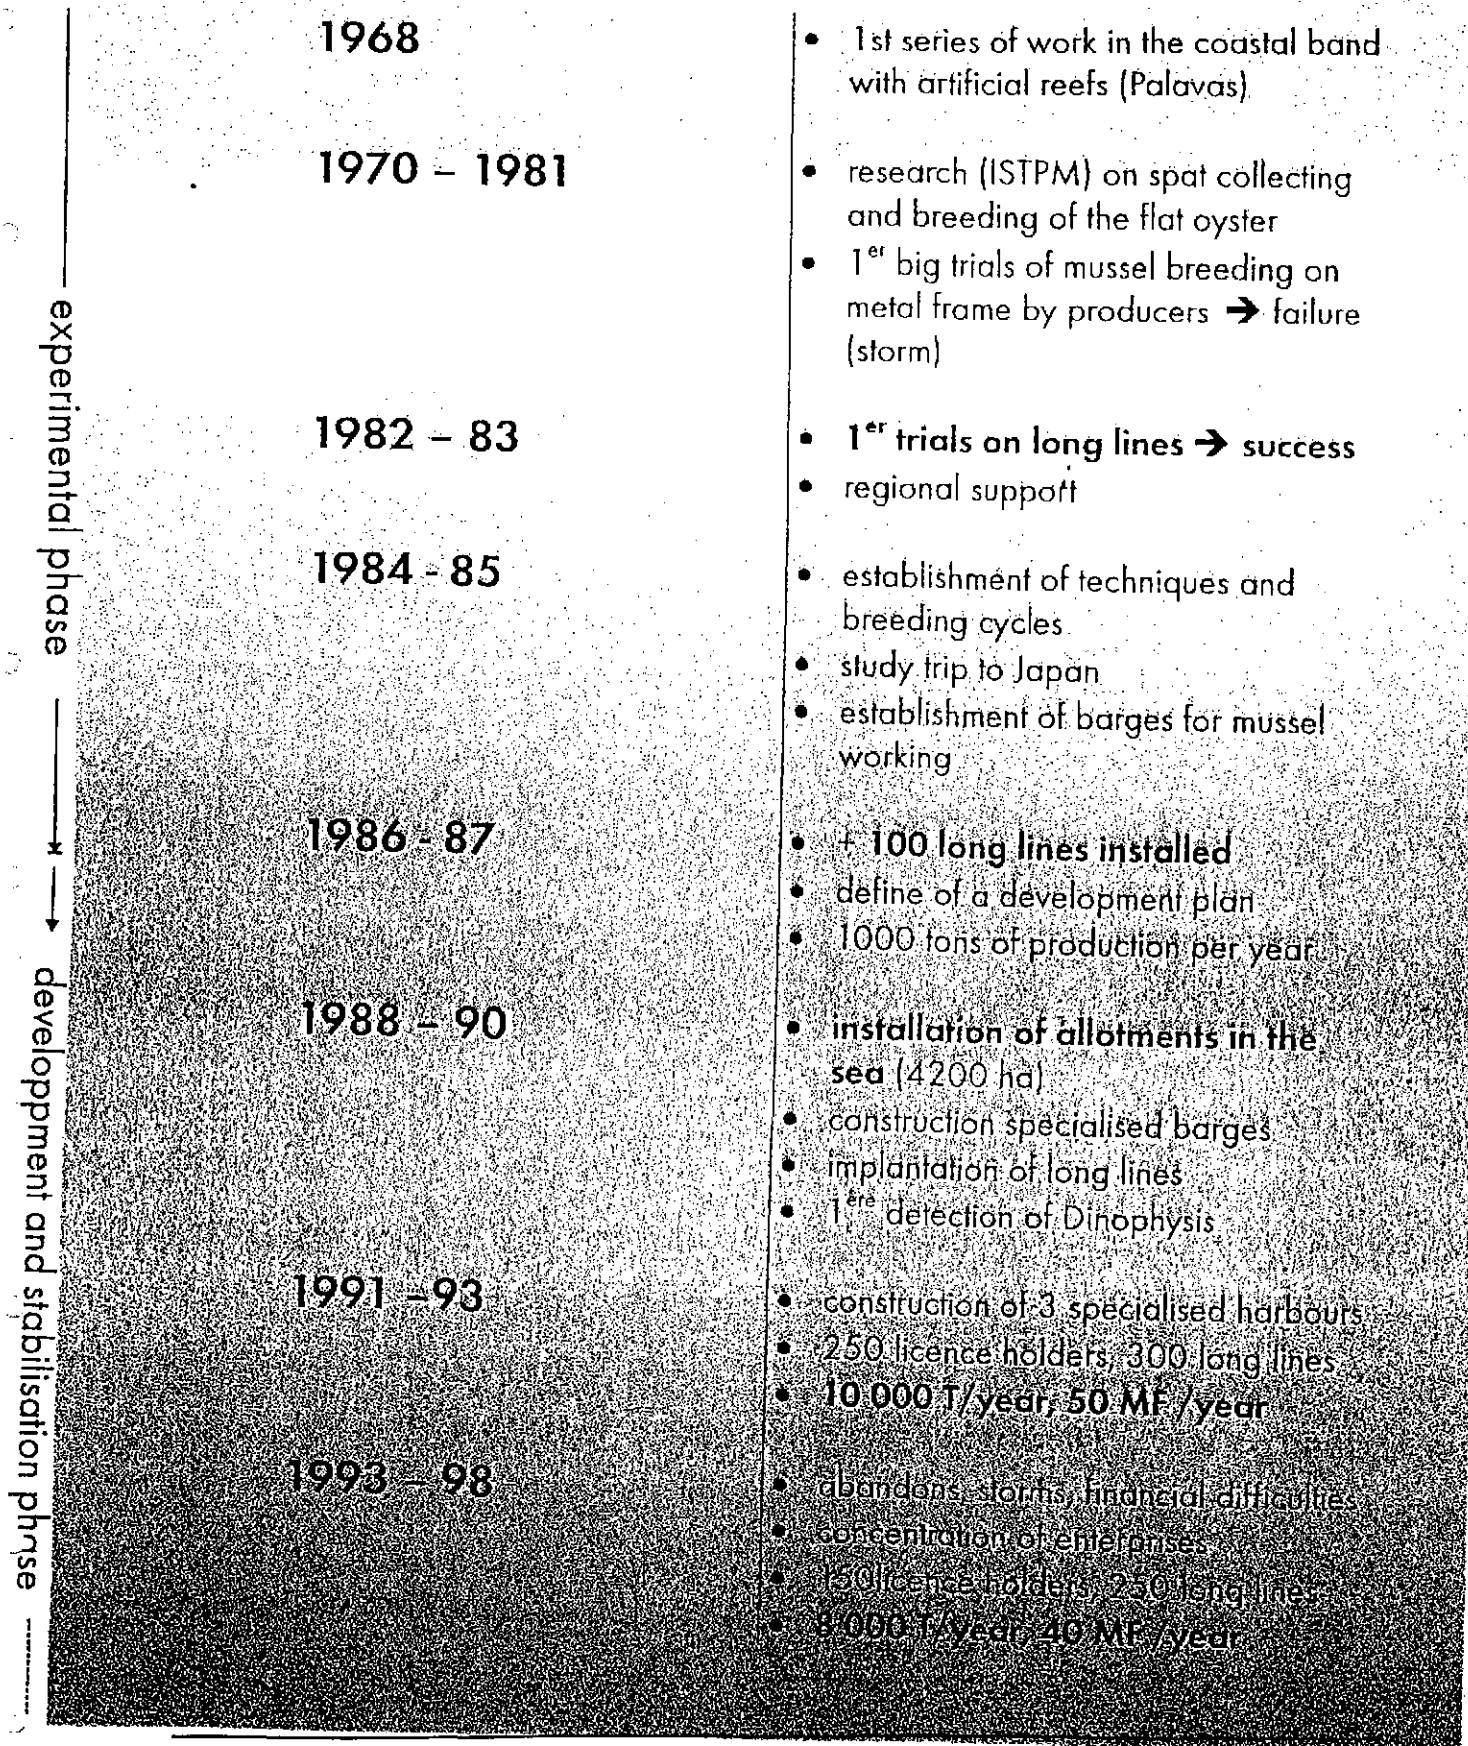 experimental phase
developpment and stabilisation phase
1968
• 1st series of work in the coastal band
with artificial reefs (Palavas)
1970 – 1981
• research (ISTPM) on spat collecting
and breeding of the flat oyster
• 1er big trials of mussel breeding on
metal frame by producers ➔ failure
(storm)
1982 – 83
• 1er trials on long lines ➔ success
• regional support
1984 - 85
• establishment of techniques and
breeding cycles
• study trip to Japan
• establishment of barges for mussel
working
1986 - 87
• + 100 long lines installed
• define of a development plan
• 1000 tons of production per year
1988 – 90
• installation of allotments in the
sea (4200 ha)
• construction specialised barges
• implantation of long lines
• 1ère detection of Dinophysis
1991 –93
• construction of 3 specialised harbours
• 250 licence holders, 300 long lines
• 10 000 T/year, 50 MF /year
1993 – 98
• abandons, storms, financial difficulties
• concentration of enterprises
• 150licence holders, 250 long lines
• 8 000 T/year, 40 MF /year